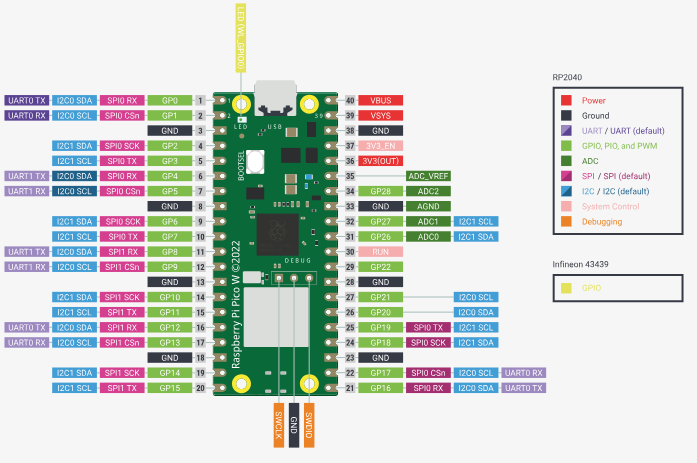 LED (WL_GPIO0)
UART0 TX I2C0 SDA SPI0 RX GP0 1
UART0 RX I2C0 SCL SPI0 CSn GP1 2
GND 3
I2C1 SDA SPI0 SCK GP2 4
I2C1 SCL SPI0 TX GP3 5
UART1 TX I2C0 SDA SPI0 RX GP4 6
UART1 RX I2C0 SCL SPI0 CSn GP5 7
GND 8
I2C1 SDA SPI0 SCK GP6 9
I2C1 SCL SPI0 TX GP7 10
UART1 TX I2C0 SDA SPI1 RX GP8 11
UART1 RX I2C0 SCL SPI1 CSn GP9 12
GND 13
I2C1 SDA SPI1 SCK GP10 14
I2C1 SCL SPI1 TX GP11 15
UART0 TX I2C0 SDA SPI1 RX GP12 16
UART0 RX I2C0 SCL SPI1 CSn GP13 17
GND 18
I2C1 SDA SPI1 SCK GP14 19
I2C1 SCL SPI1 TX GP15 20
1
2
39
LED
USB
BOOTSEL
DEBUG
Raspberry Pi Pico W ©2022
SWCLK
GND
SWDIO
40 VBUS
39 VSYS
38 GND
37 3V3_EN
36 3V3(OUT)
35 ADC_VREF
34 GP28 ADC2
33 GND AGND
32 GP27 ADC1 I2C1 SCL
31 GP26 ADC0 I2C1 SDA
30 RUN
29 GP22
28 GND
27 GP21 I2C0 SCL
26 GP20 I2C0 SDA
25 GP19 SPI0 TX I2C1 SCL
24 GP18 SPI0 SCK I2C1 SDA
23 GND
22 GP17 SPI0 CSn I2C0 SCL UART0 RX
21 GP16 SPI0 RX I2C0 SDA UART0 TX
RP2040
Power
Ground
UART / UART (default)
GPIO, PIO, and PWM
ADC
SPI / SPI (default)
I2C / I2C (default)
System Control
Debugging
Infineon 43439
GPIO